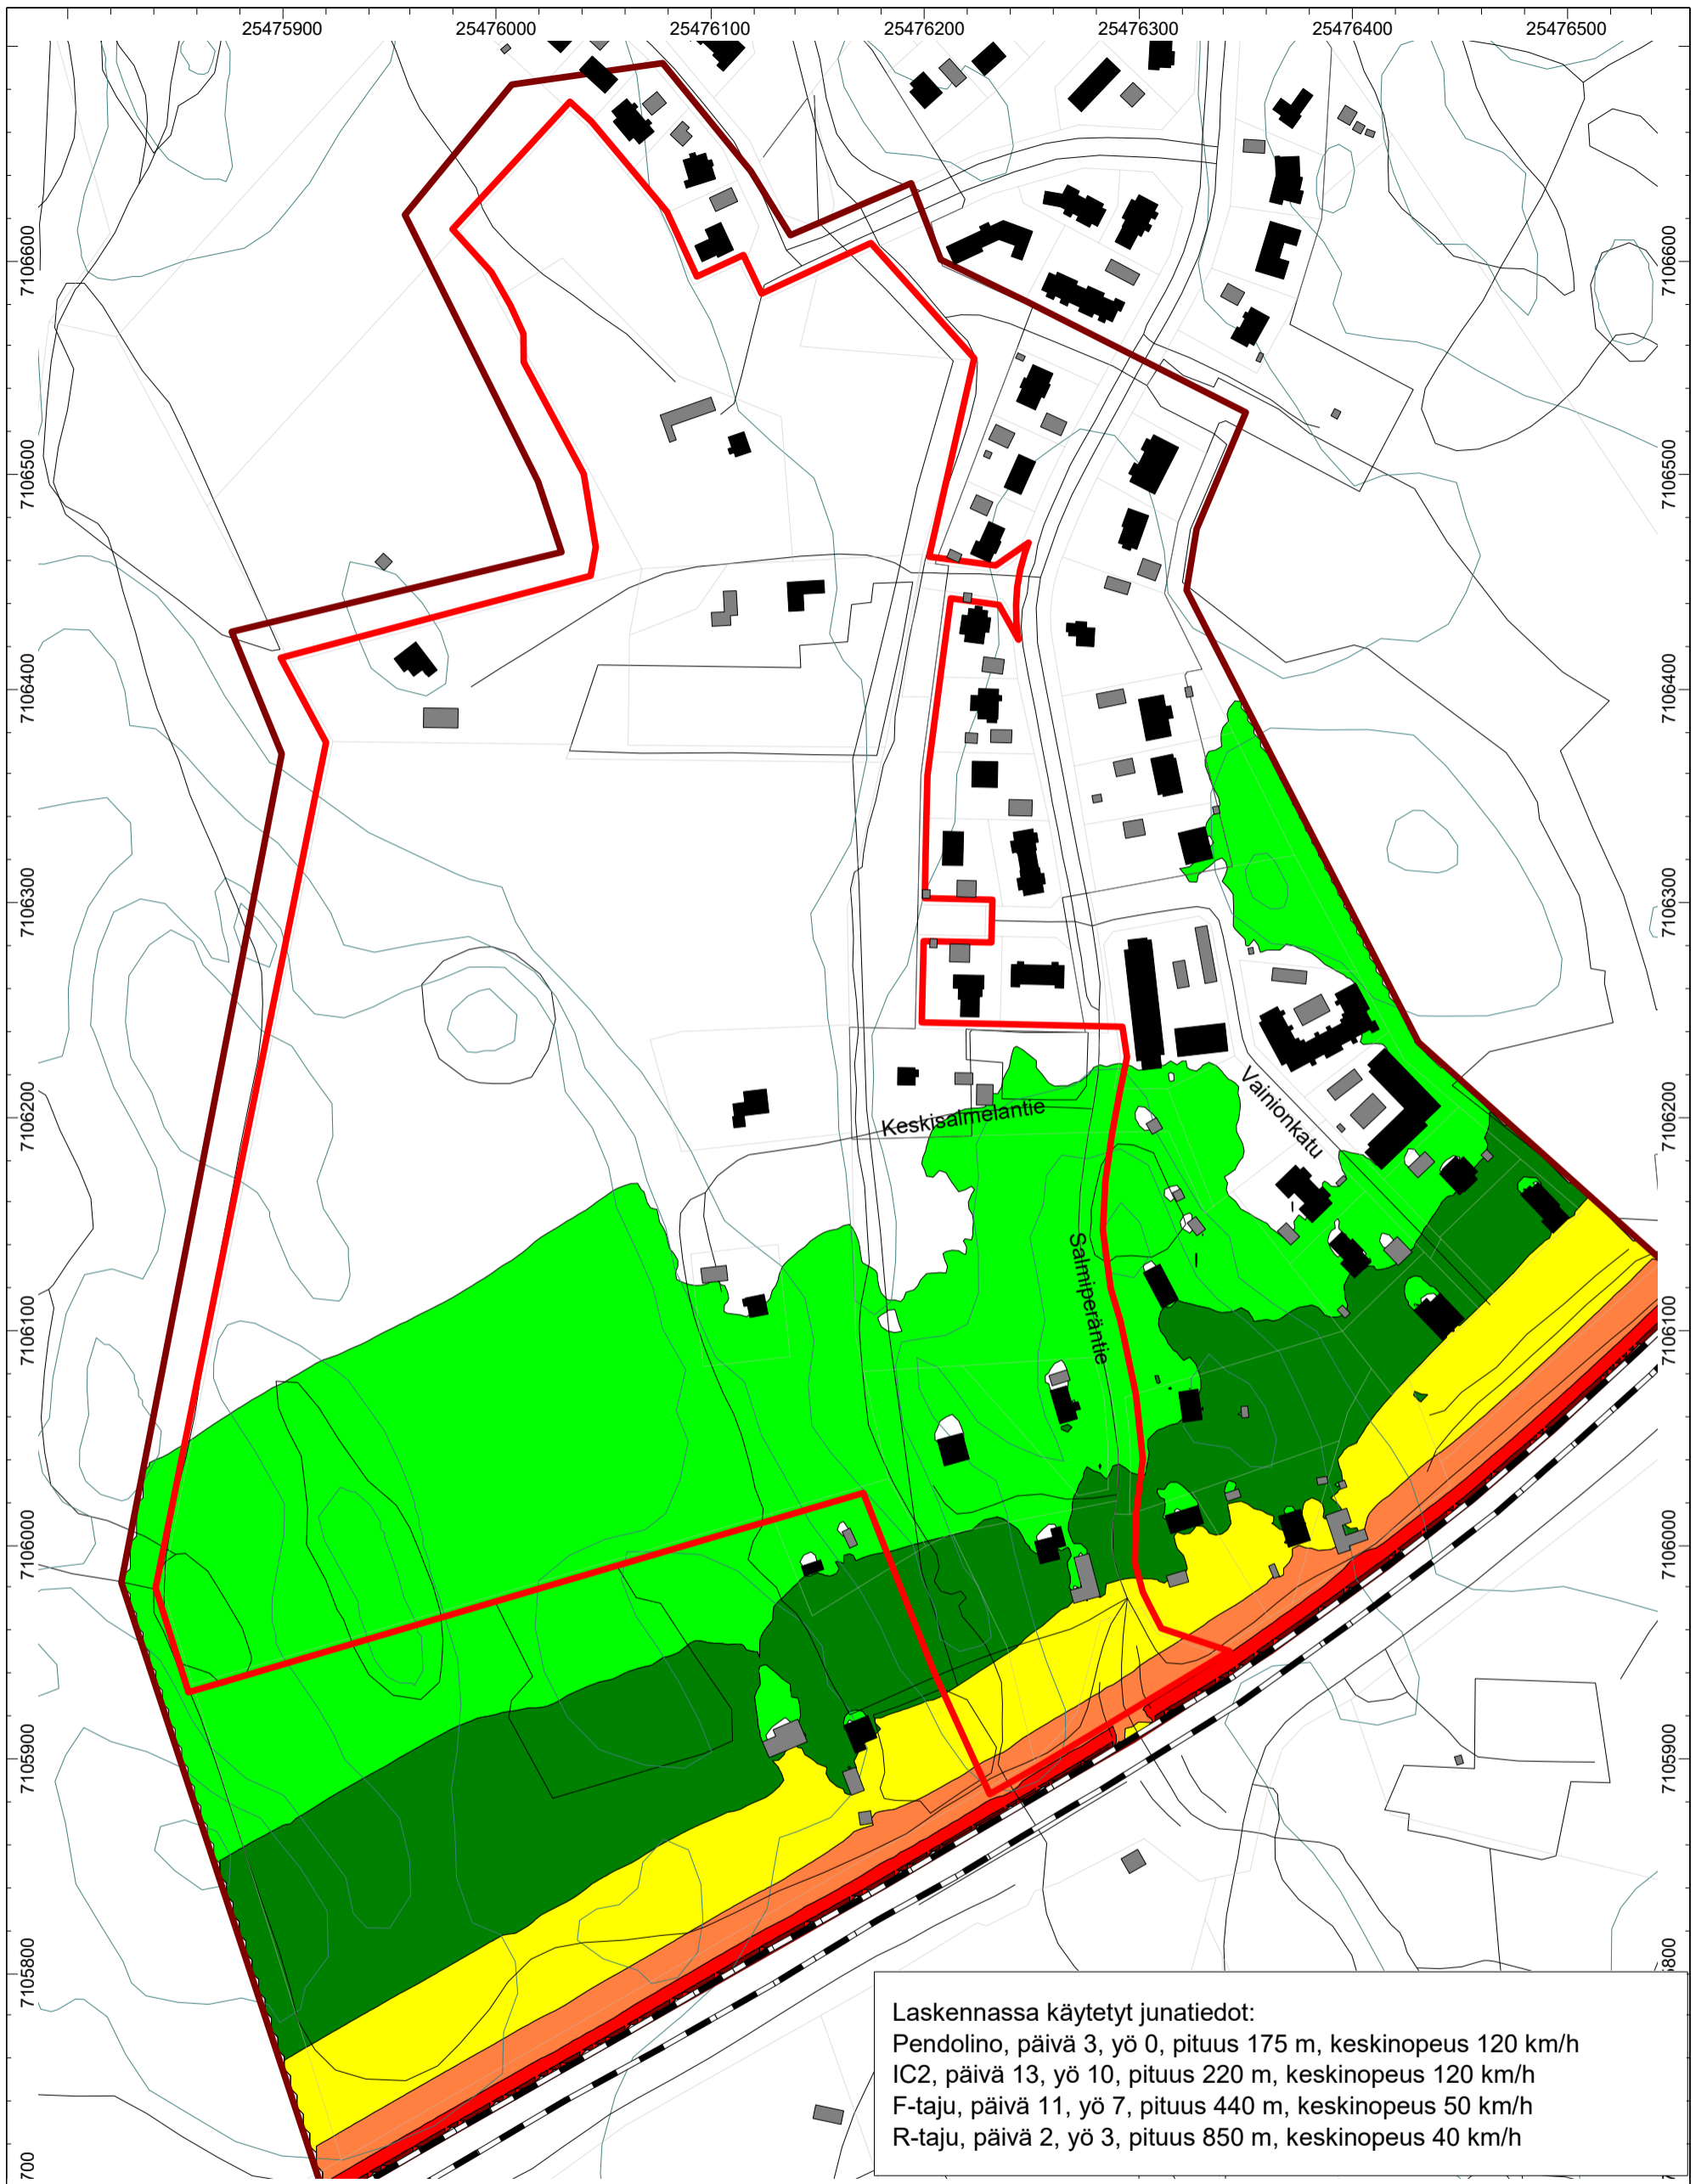 25475900 25476000 25476100 25476200 25476300 25476400 25476500
7106600 7106600
7106500 7106500
7106400 7106400
7106300 7106300
7106200 7106200
Keskisalmelantie
Vainionkatu
Salmiperäntie
7106100 7106100
7106000 7106000
7105900 7105900
7105800 5800
700
Laskennassa käytetyt junatiedot:
Pendolino, päivä 3, yö 0, pituus 175 m, keskinopeus 120 km/h
IC2, päivä 13, yö 10, pituus 220 m, keskinopeus 120 km/h
F-taju, päivä 11, yö 7, pituus 440 m, keskinopeus 50 km/h
R-taju, päivä 2, yö 3, pituus 850 m, keskinopeus 40 km/h